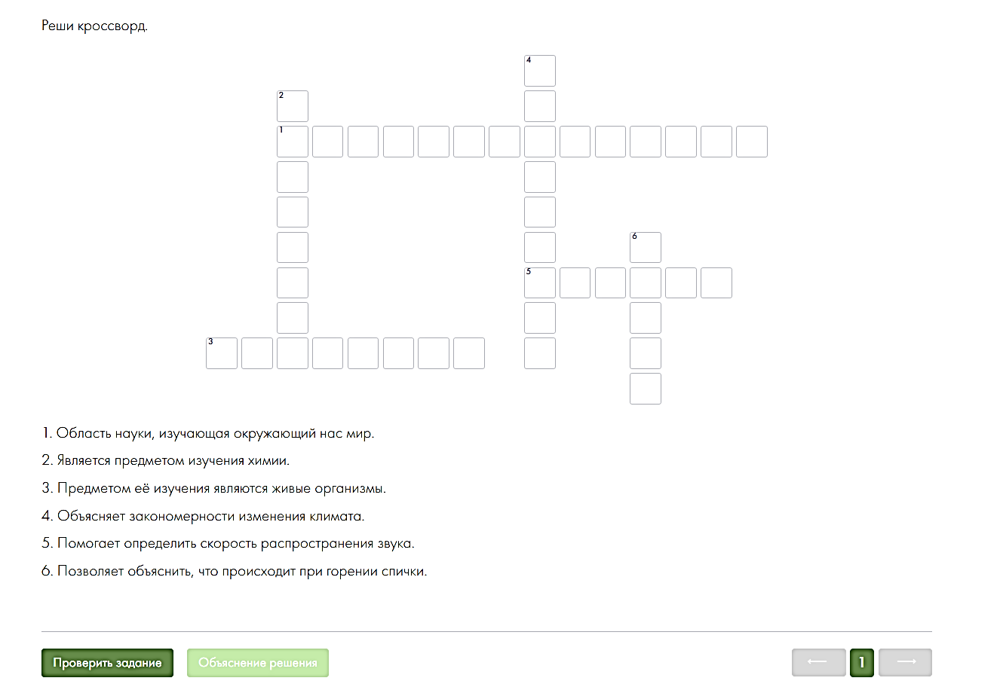 Реши кроссворд.
4
2
1
6
5
3
1. Область науки, изучающая окружающий нас мир.
2. Является предметом изучения химии.
3. Предметом её изучения являются живые организмы.
4. Объясняет закономерности изменения климата.
5. Помогает определить скорость распространения звука.
6. Позволяет объяснить, что происходит при горении спички.
Проверить задание Объяснение решения ← 1 →